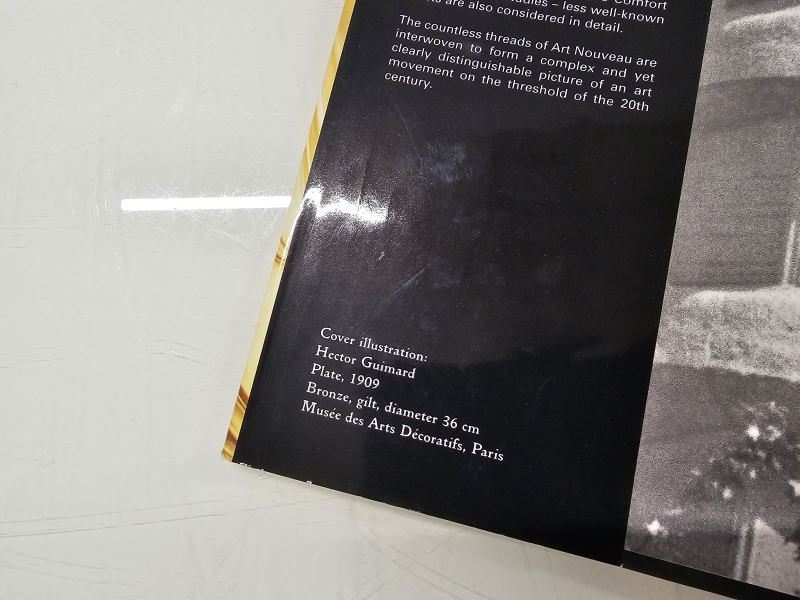 Comfort
studies – less well-known
are also considered in detail.
The countless threads of Art Nouveau are
interwoven to form a complex and yet
clearly distinguishable picture of an art
movement on the threshold of the 20th
century.
Cover illustration:
Hector Guimard
Plate, 1909
Bronze, gilt, diameter 36 cm
Musée des Arts Décoratifs, Paris